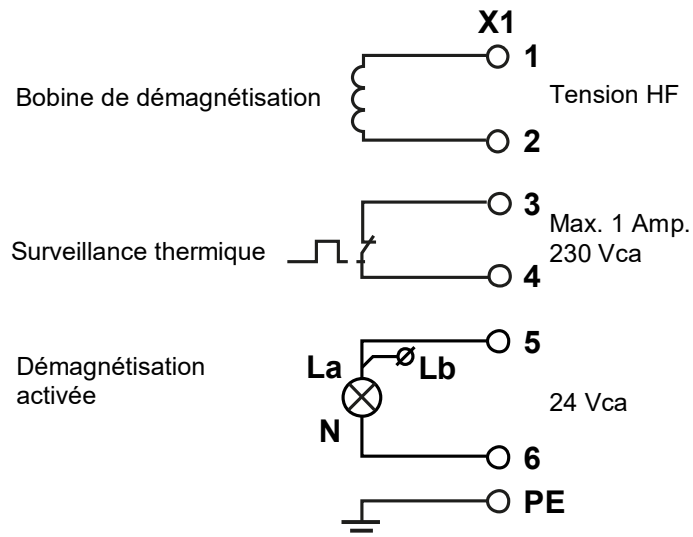 X1
1
Bobine de démagnétisation
Tension HF
2
3
Max. 1 Amp.
230 Vca
Surveillance thermique
4
5
La
Lb
Démagnétisation
activée
24 Vca
N
6
PE